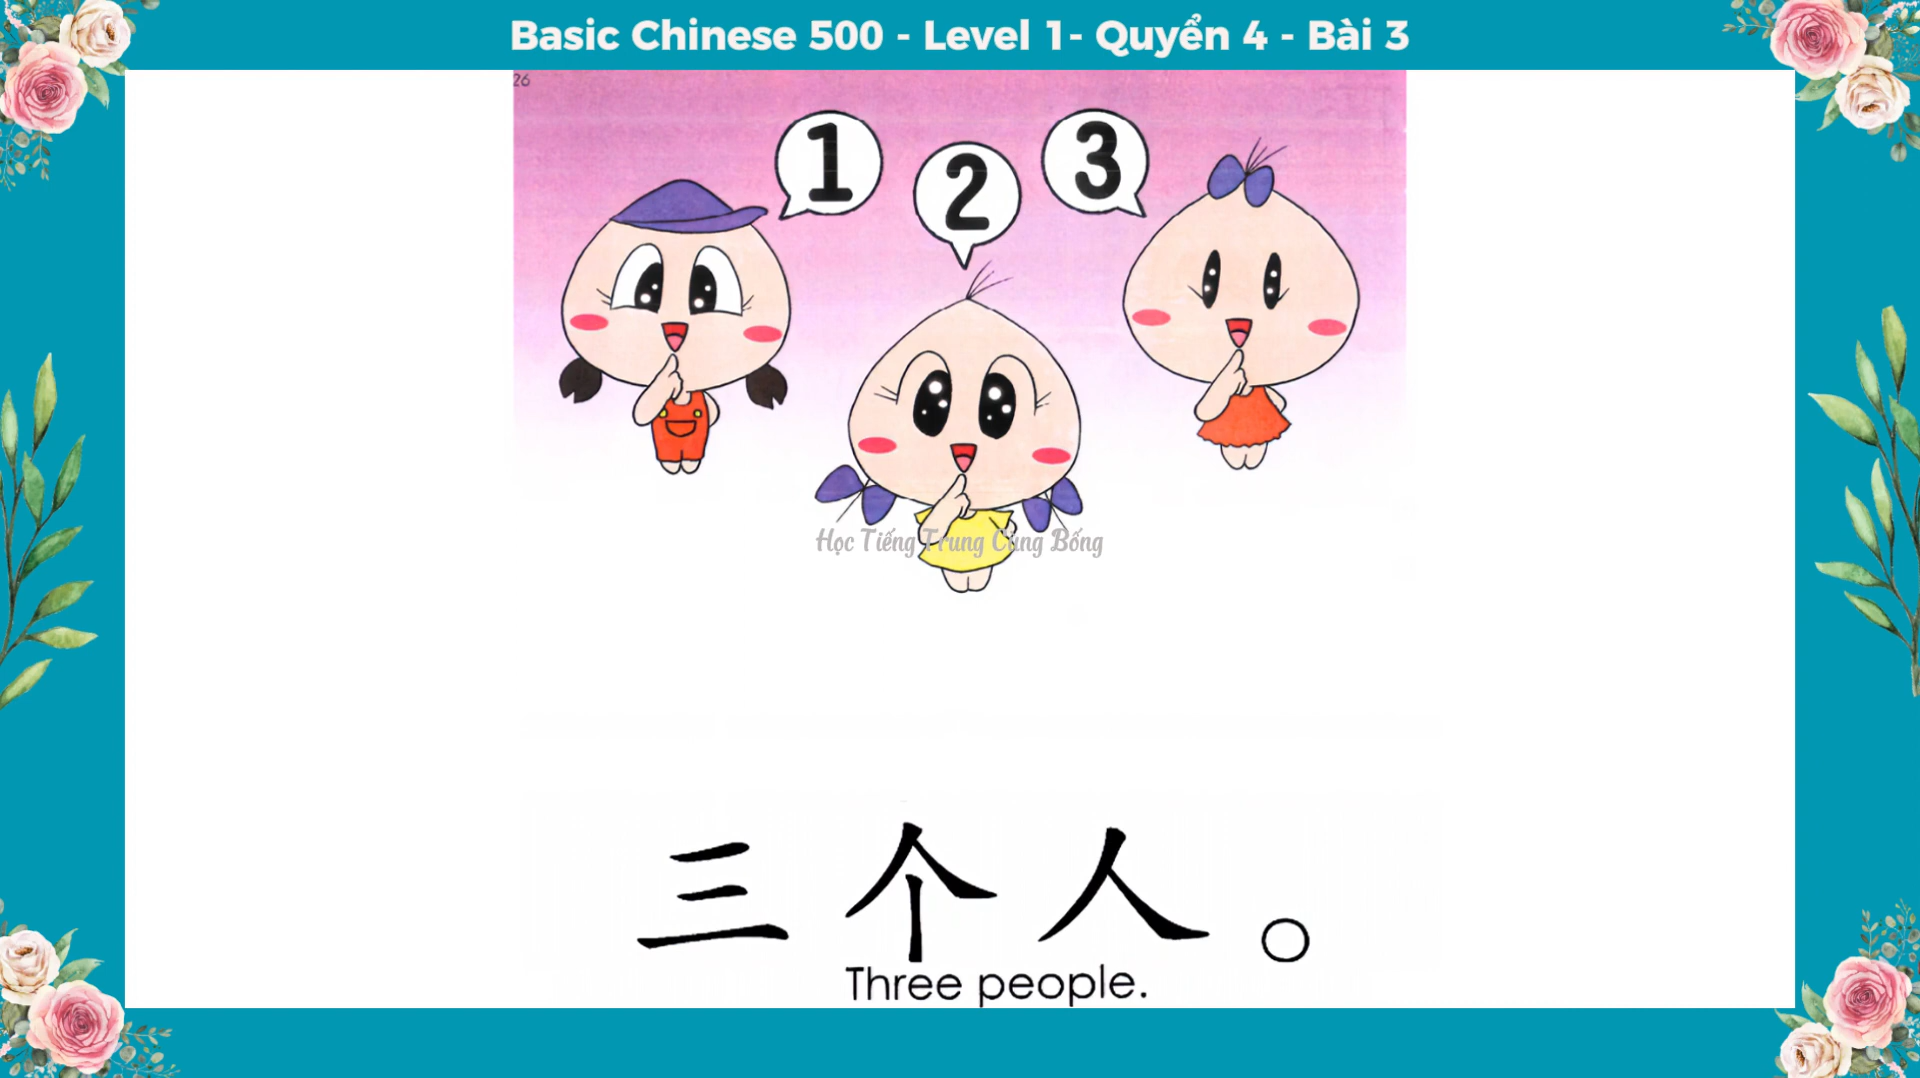 Basic Chinese 500 - Level 1- Quyển 4 - Bài 3
26
1
2
3
Học Tiếng Trung Cùng Bống
三个人。
Three people.